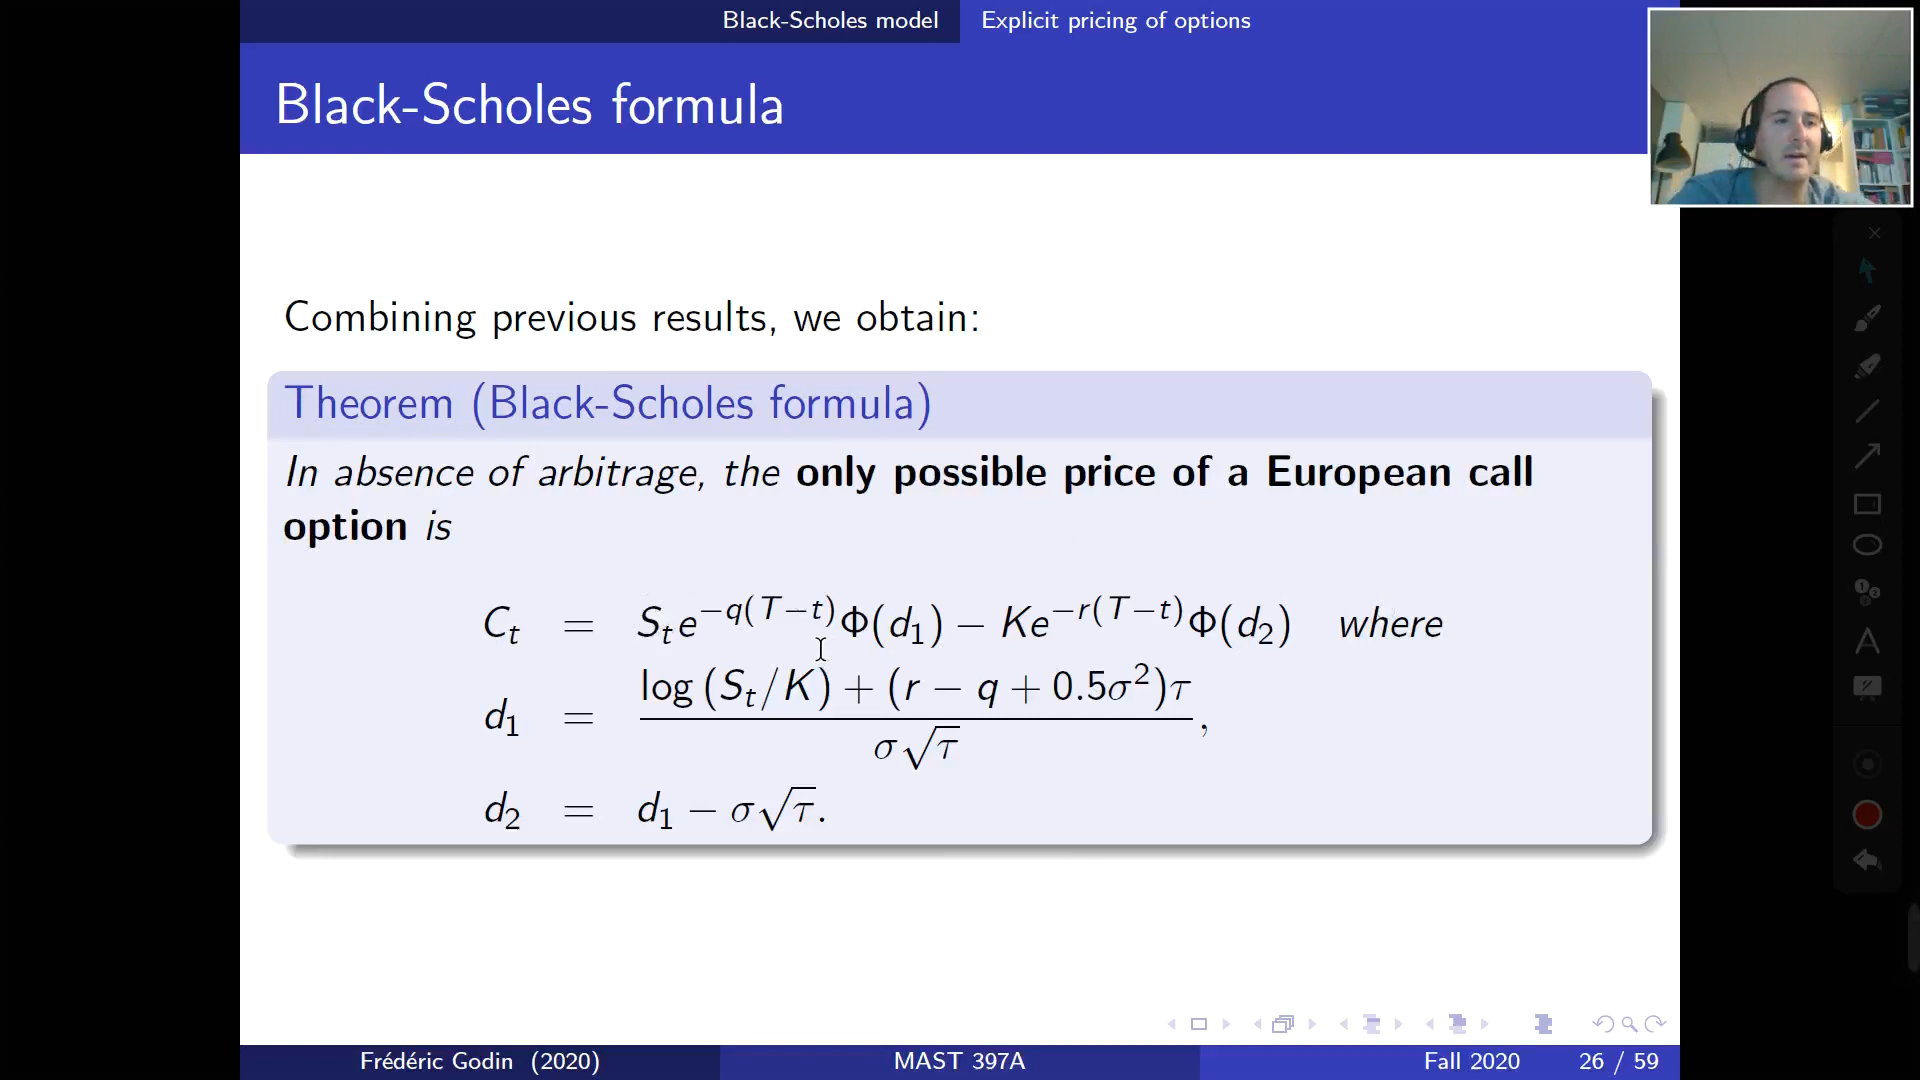 Black-Scholes model Explicit pricing of options
Black-Scholes formula
Combining previous results, we obtain:
Theorem (Black-Scholes formula)
In absence of arbitrage, the only possible price of a European call
option is
C_t = S_t e^{-q(T-t)} Φ(d_1) − K e^{-r(T-t)} Φ(d_2) where
d_1 = \frac{log (S_t/K) + (r − q + 0.5σ^2)τ}{σ√τ},
d_2 = d_1 − σ√τ.
Frédéric Godin (2020) MAST 397A Fall 2020 26 / 59